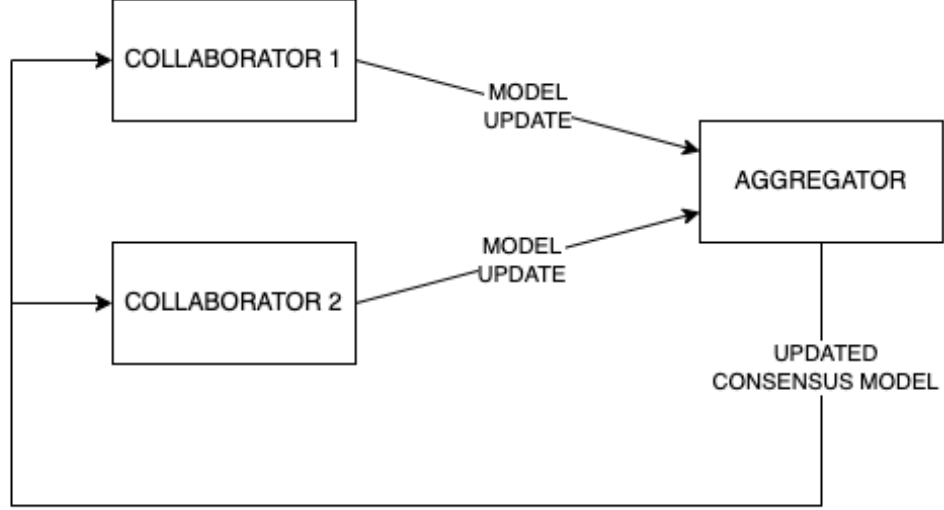 COLLABORATOR 1
MODEL
UPDATE
AGGREGATOR
MODEL
UPDATE
COLLABORATOR 2
UPDATED
CONSENSUS MODEL